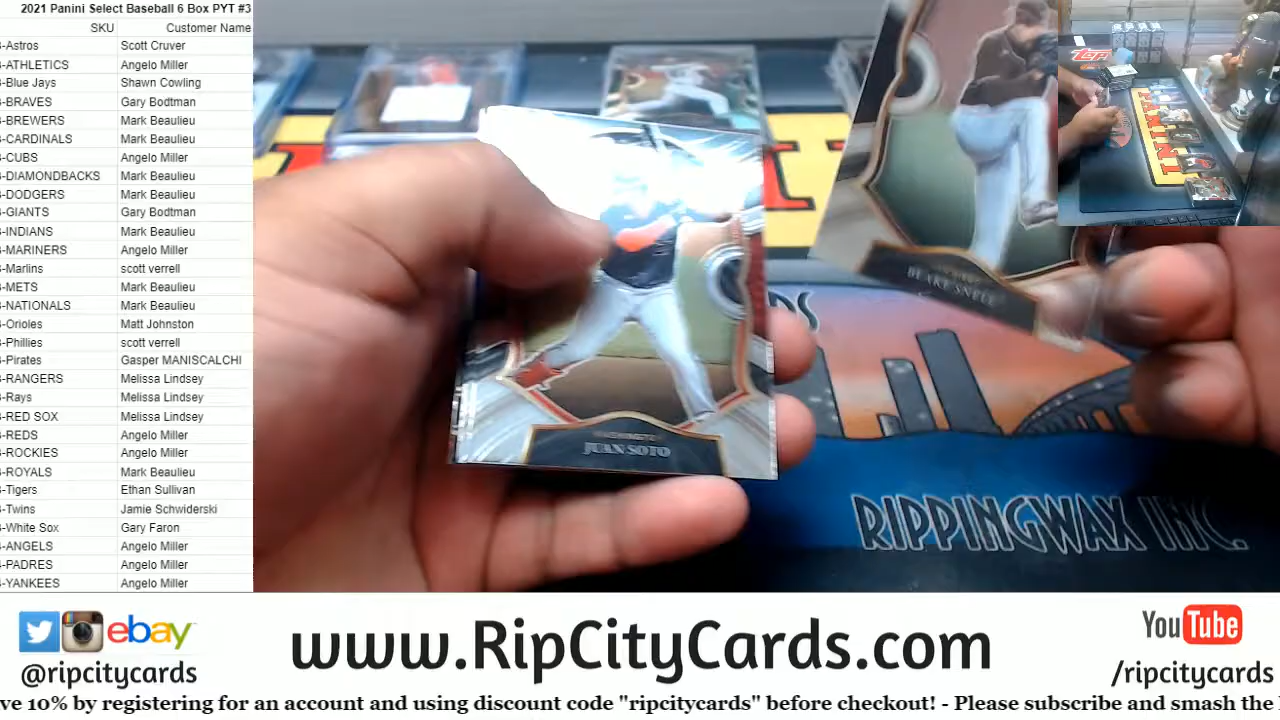 2021 Panini Select Baseball 6 Box PYT #3
SKU Customer Name
-Astros Scott Cruver
-ATHLETICS Angelo Miller
-Blue Jays Shawn Cowling
-BRAVES Gary Bodtman
-BREWERS Mark Beaulieu
-CARDINALS Mark Beaulieu
-CUBS Angelo Miller
-DIAMONDBACKS Mark Beaulieu
-DODGERS Mark Beaulieu
-GIANTS Gary Bodtman
-INDIANS Mark Beaulieu
-MARINERS Angelo Miller
-Marlins scott verrell
-METS Mark Beaulieu
-NATIONALS Mark Beaulieu
-Orioles Matt Johnston
-Phillies scott verrell
-Pirates Gasper MANISCALCHI
-RANGERS Melissa Lindsey
-Rays Melissa Lindsey
-RED SOX Melissa Lindsey
-REDS Angelo Miller
-ROCKIES Angelo Miller
-ROYALS Mark Beaulieu
-Tigers Ethan Sullivan
-Twins Jamie Schwiderski
-White Sox Gary Faron
-ANGELS Angelo Miller
-PADRES Angelo Miller
-YANKEES Angelo Miller
topps
PANINI
BLAKE SNELL
JUAN SOTO
RIPPINGWAX INC.
ebay
@ripcitycards
www.RipCityCards.com
YouTube
/ripcitycards
ve 10% by registering for an account and using discount code "ripcitycards" before checkout! - Please subscribe and smash the